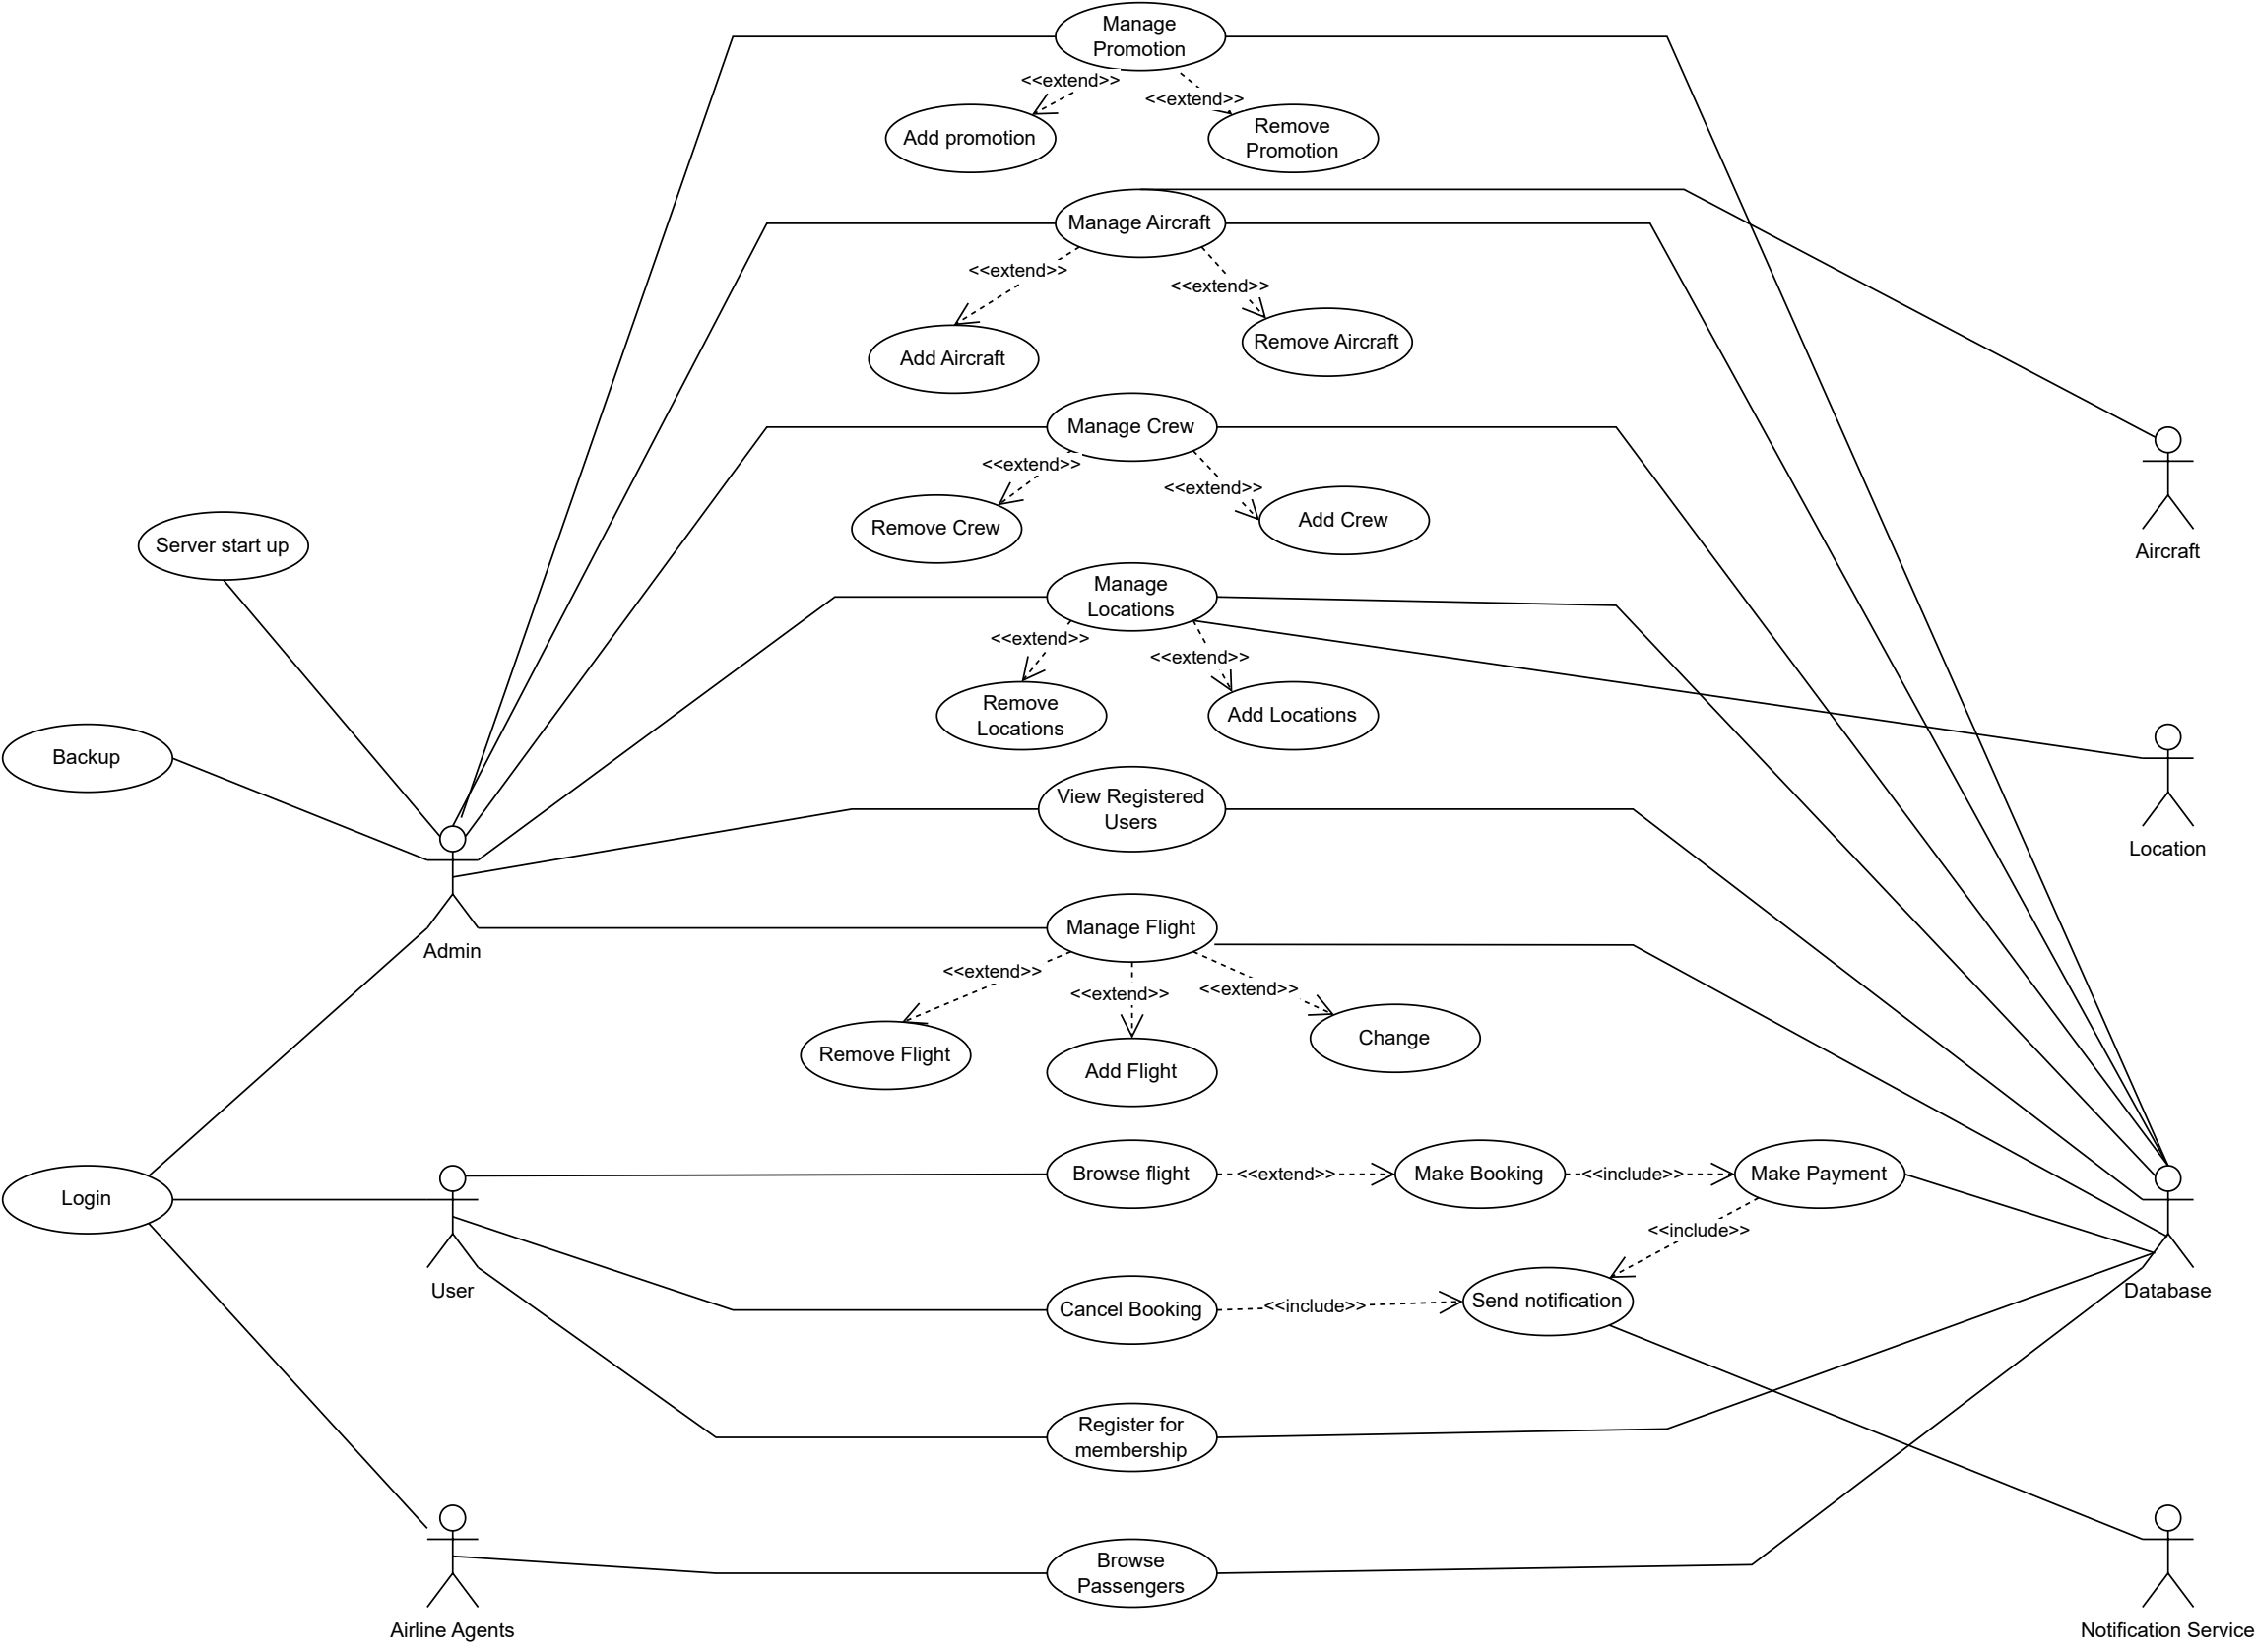 Manage
Promotion
<<extend>>
<<extend>>
Add promotion
Remove
Promotion
Manage Aircraft
<<extend>>
<<extend>>
Add Aircraft
Remove Aircraft
Manage Crew
<<extend>>
<<extend>>
Remove Crew
Add Crew
Aircraft
Server start up
Manage
Locations
<<extend>>
<<extend>>
Remove
Locations
Add Locations
Backup
Location
View Registered
Users
Manage Flight
Admin
<<extend>>
<<extend>>
<<extend>>
Remove Flight
Add Flight
Change
Login
Browse flight
<<extend>>
Make Booking
<<include>>
Make Payment
<<include>>
User
Cancel Booking
<<include>>
Send notification
Database
Register for
membership
Browse
Passengers
Airline Agents
Notification Service